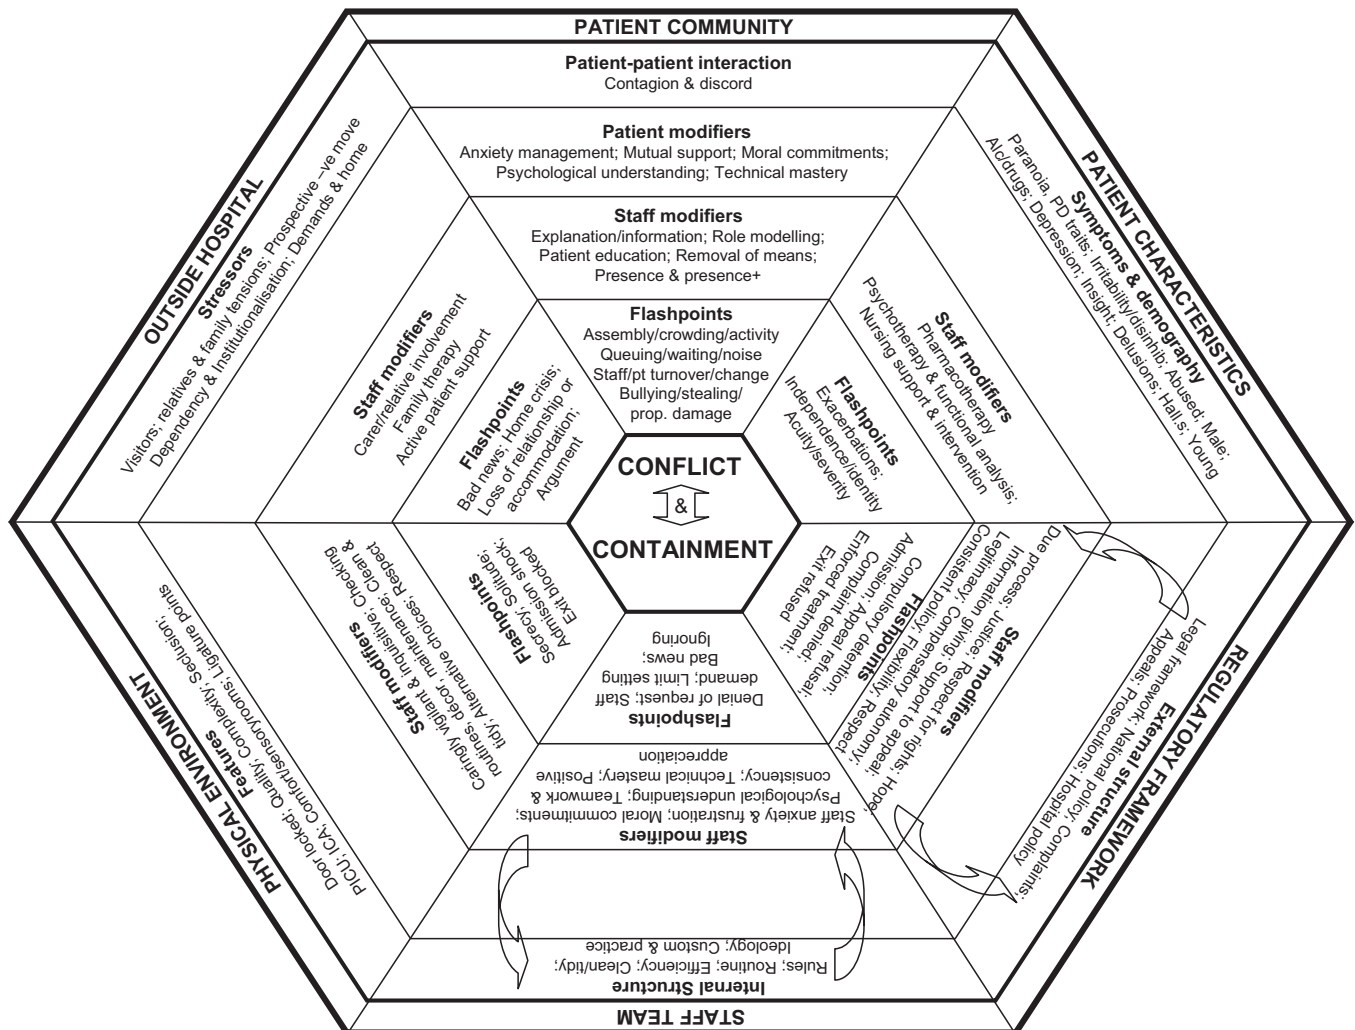 PATIENT COMMUNITY
Patient-patient interaction
Contagion & discord
Patient modifiers
Anxiety management; Mutual support; Moral commitments;
Psychological understanding; Technical mastery
Staff modifiers
Explanation/information; Role modelling;
Patient education; Removal of means;
Presence & presence+
Flashpoints
Assembly/crowding/activity
Queuing/waiting/noise
Staff/pt turnover/change
Bullying/stealing/
prop. damage
PATIENT CHARACTERISTICS
Symptoms & demography
Paranoia, PD traits; Irritability/disinhib; Abused; Male;
Alc/drugs; Depression; Insight; Delusions; Hall.s; Young
Staff modifiers
Pharmacotherapy
Psychotherapy & functional analysis;
Nursing support & intervention
Flashpoints
Exacerbations;
Independence/identity
Acuity/severity
REGULATORY FRAMEWORK
External structure
Legal framework; National policy; Complaints;
Appeals; Prosecutions; Hospital policy
Staff modifiers
Due process; Justice; Respect for rights; Hope;
Information giving; Support to appeal;
Legitimacy; Compensatory autonomy;
Consistent policy; Flexibility; Respect
Flashpoints
Compulsory detention;
Admission; Appeal refusal;
Complaint denied;
Enforced treatment;
Exit refused
STAFF TEAM
Internal Structure
Rules; Routine; Efficiency; Clean/tidy;
Ideology; Custom & practice
Staff modifiers
Staff anxiety & frustration; Moral commitments;
Psychological understanding; Teamwork &
consistency; Technical mastery; Positive
appreciation
Flashpoints
Denial of request; Staff
demand; Limit setting
Bad news;
Ignoring
PHYSICAL ENVIRONMENT
Features
Door locked; Quality; Complexity; Seclusion;
PICU; ICA; Comfort/sensoryrooms; Ligature points
Staff modifiers
Caringly vigilant & Inquisitive; Checking
routines, décor, maintenance; Clean &
tidy; Alternative choices; Respect
Flashpoints
Secrecy; Solitude;
Admission shock;
Exit blocked
OUTSIDE HOSPITAL
Stressors
Visitors; relatives & family tensions; Prospective –ve move
Dependency & Institutionalisation; Demands & home
Staff modifiers
Carer/relative involvement
Family therapy
Active patient support
Flashpoints
Bad news; Home crisis;
Loss of relationship or
accommodation;
Argument
CONFLICT
&
CONTAINMENT